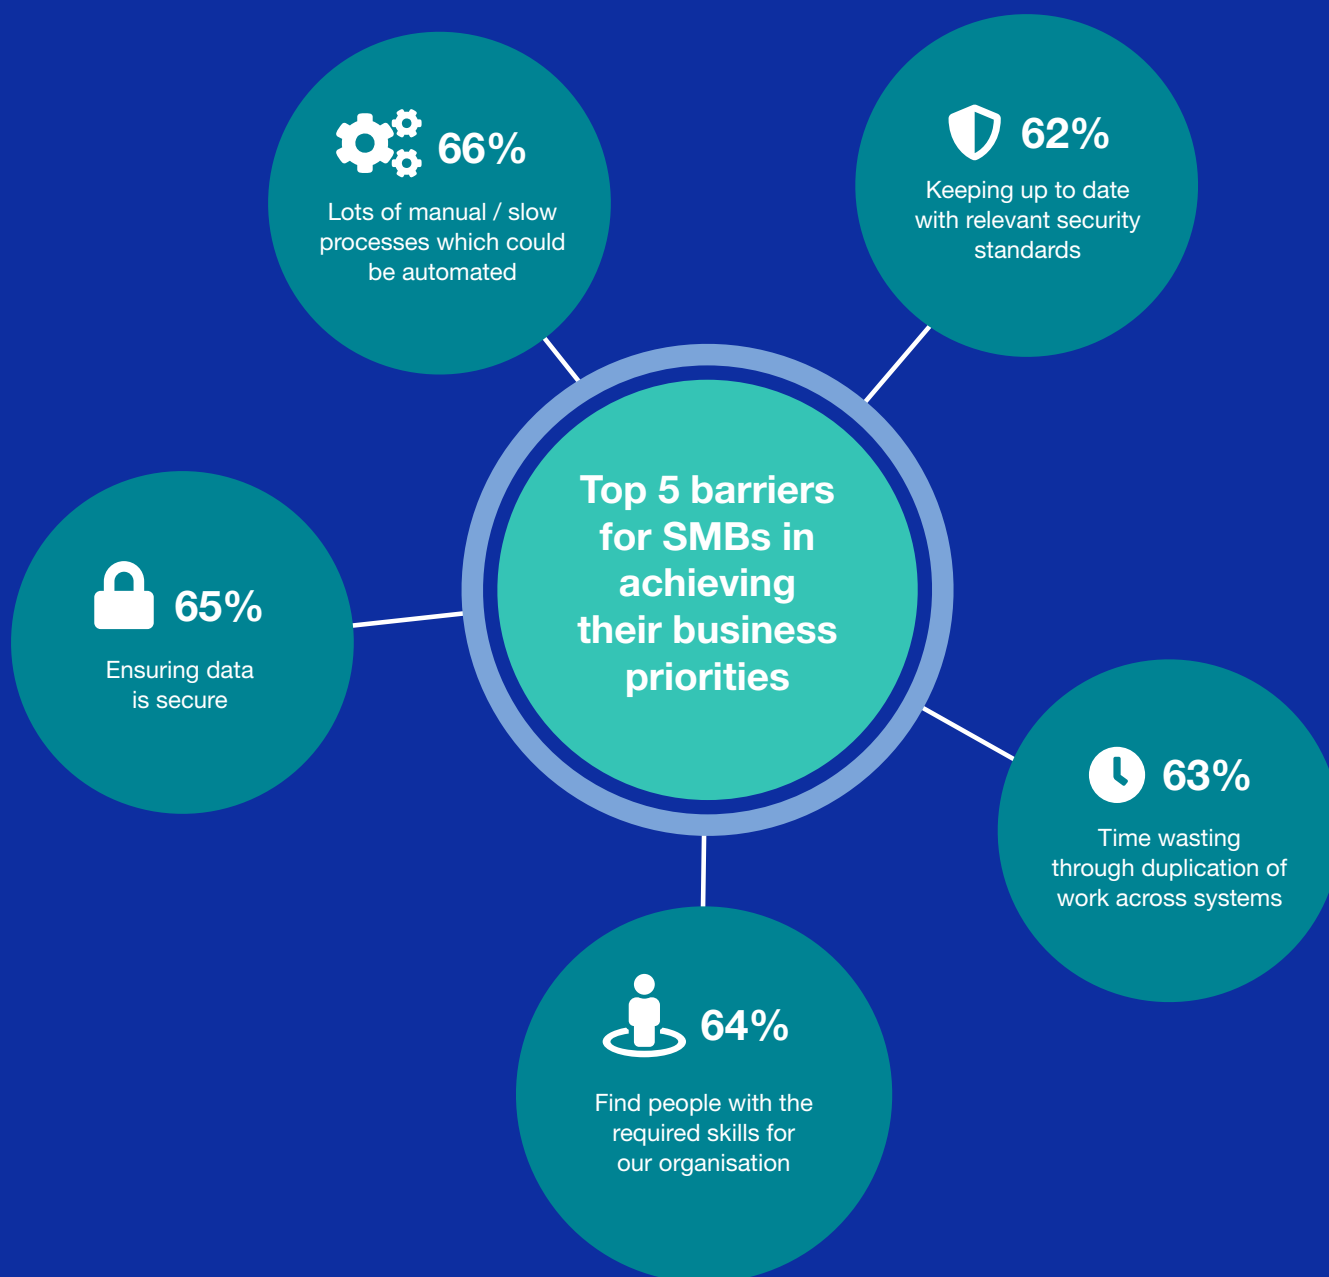 66%
Lots of manual / slow
processes which could
be automated
62%
Keeping up to date
with relevant security
standards
Top 5 barriers
for SMBs in
achieving
their business
priorities
65%
Ensuring data
is secure
63%
Time wasting
through duplication of
work across systems
64%
Find people with the
required skills for
our organisation